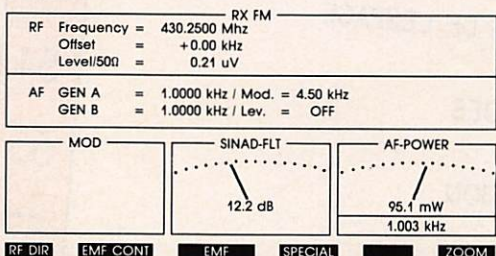 RX FM
RF Frequency = 430.2500 Mhz
Offset = +0.00 kHz
Level/50Ω = 0.21 uV
AF GEN A = 1.0000 kHz / Mod. = 4.50 kHz
GEN B = 1.0000 kHz / Lev. = OFF
MOD SINAD-FLT AF-POWER
12.2 dB 95.1 mW
1.003 kHz
RF DIR EMF CONT EMF SPECIAL ZOOM